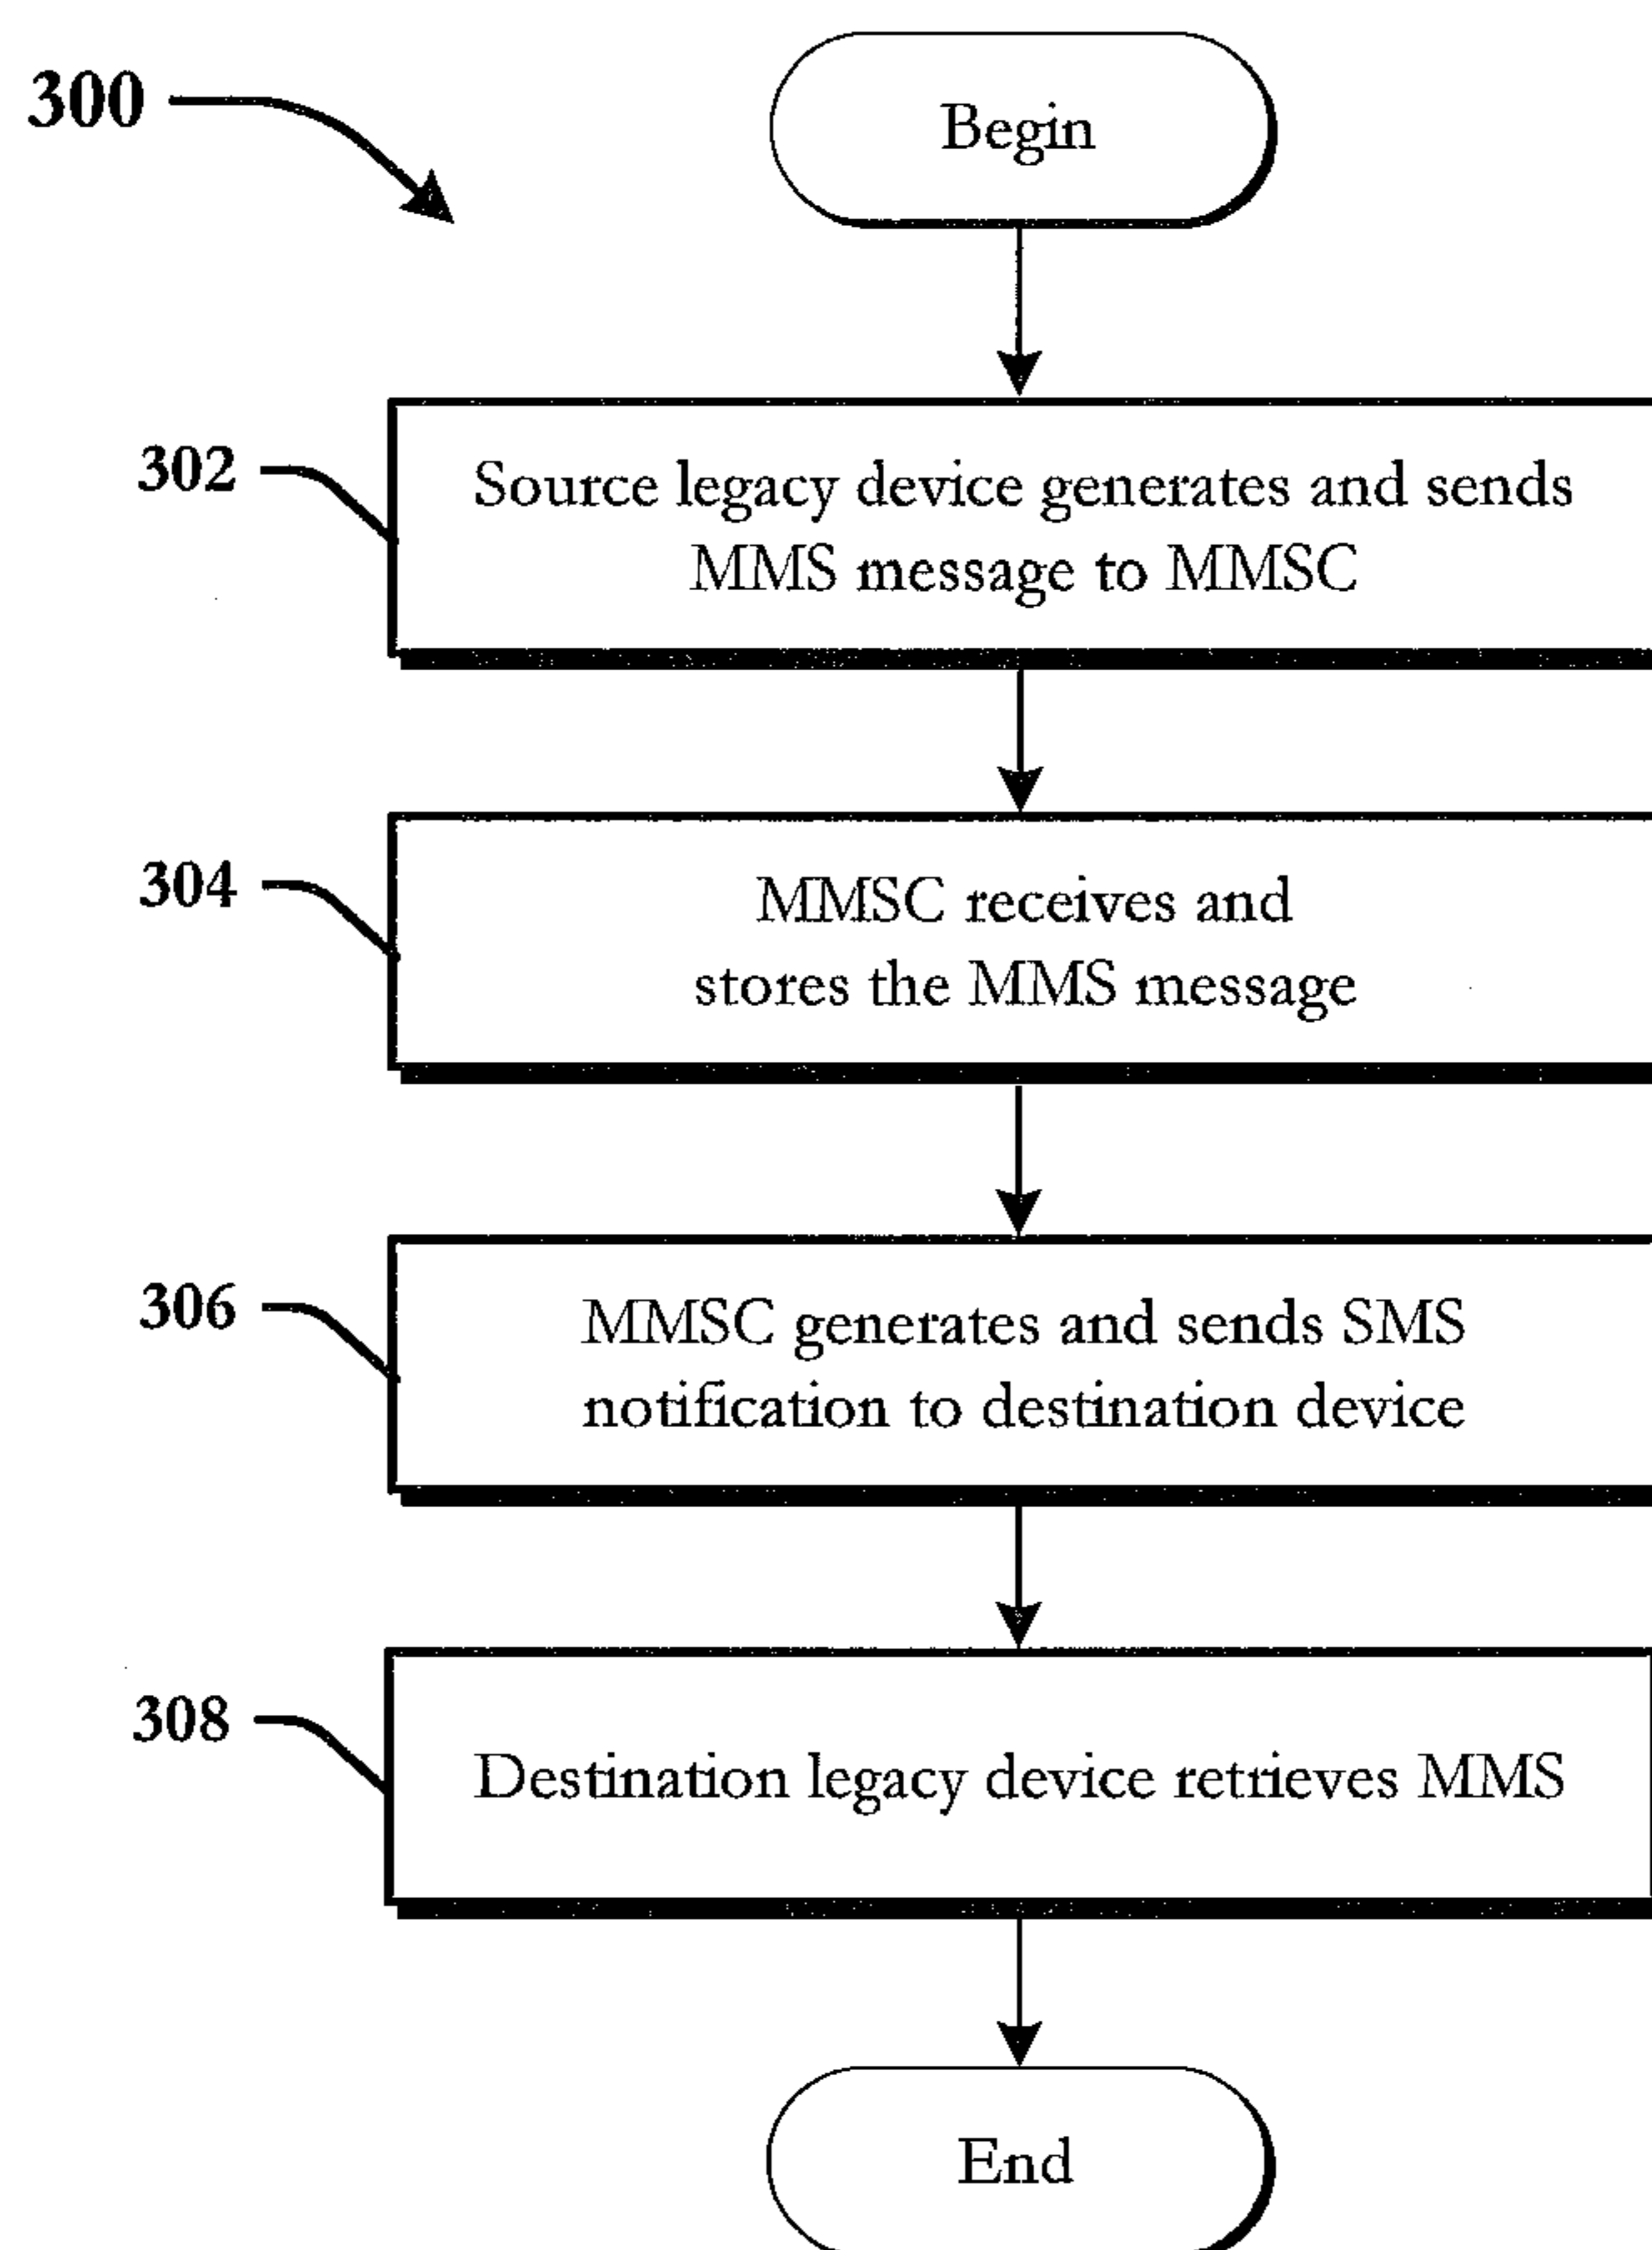 300
Begin
302
Source legacy device generates and sends
MMS message to MMSC
304
MMSC receives and
stores the MMS message
306
MMSC generates and sends SMS
notification to destination device
308
Destination legacy device retrieves MMS
End